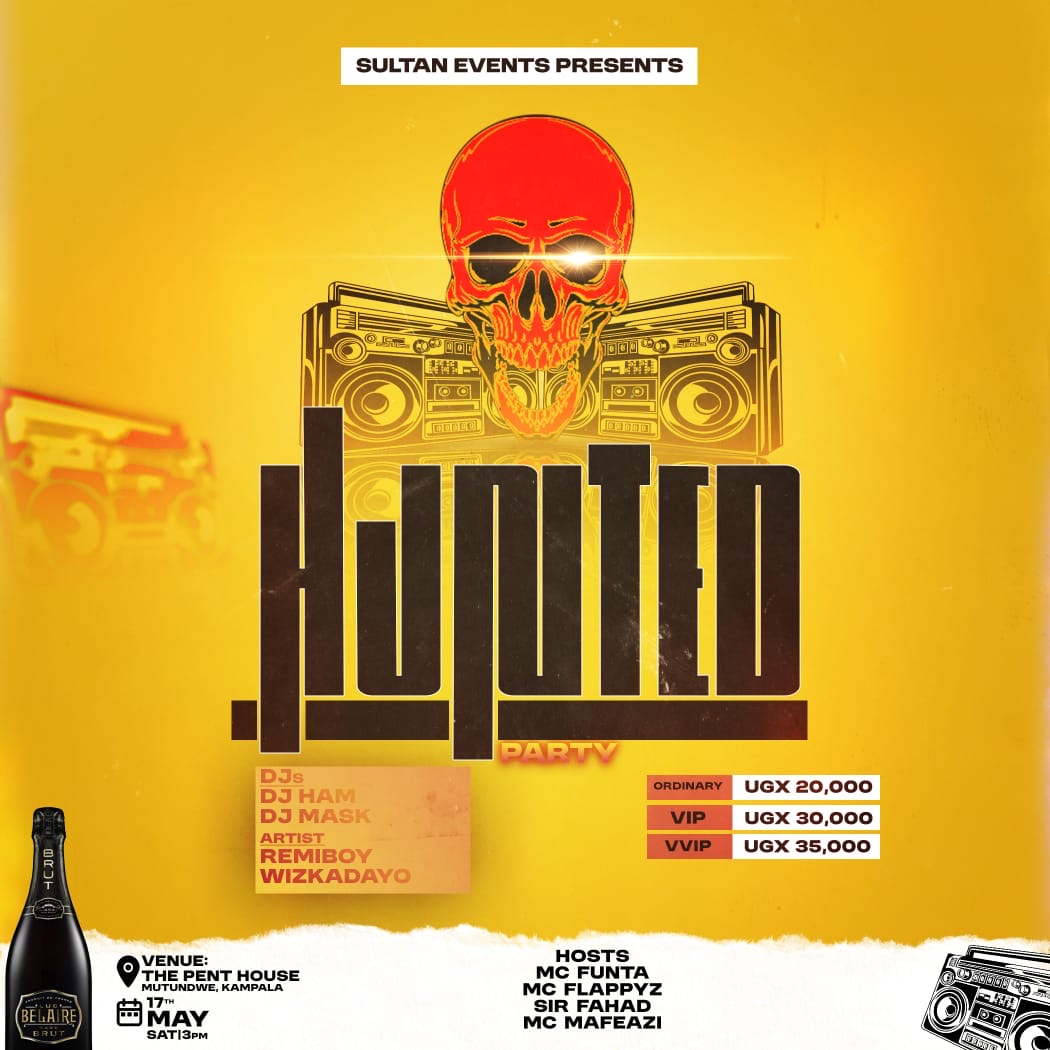 SULTAN EVENTS PRESENTS
HUNTED
PARTY
DJs
DJ HAM
DJ MASK
ARTIST
REMIBOY
WIZKADAYO
ORDINARY UGX 20,000
VIP UGX 30,000
VVIP UGX 35,000
BRUT
LUC
BELAIRE
BRUT
VENUE:
THE PENT HOUSE
MUTUNDWE, KAMPALA
17TH
MAY
SAT|3PM
HOSTS
MC FUNTA
MC FLAPPYZ
SIR FAHAD
MC MAFEAZI